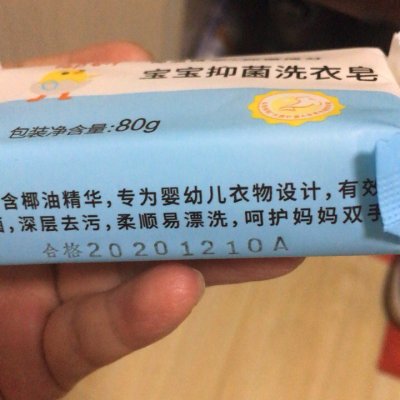 宝宝抑菌洗衣皂
包装净含量:80g
含椰油精华,专为婴幼儿衣物设计,有效
,深层去污,柔顺易漂洗,呵护妈妈双手
合格20201210A